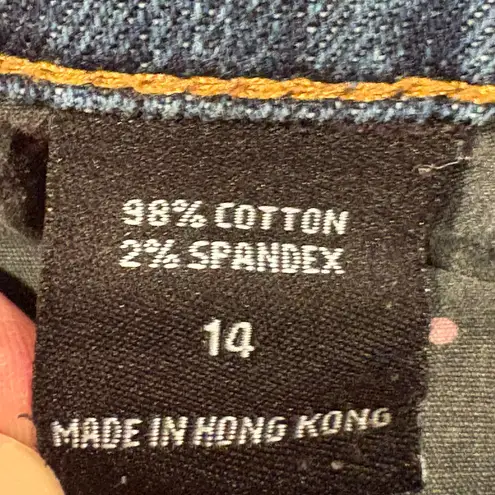 98% COTTON
2% SPANDEX
14
MADE IN HONG KONG